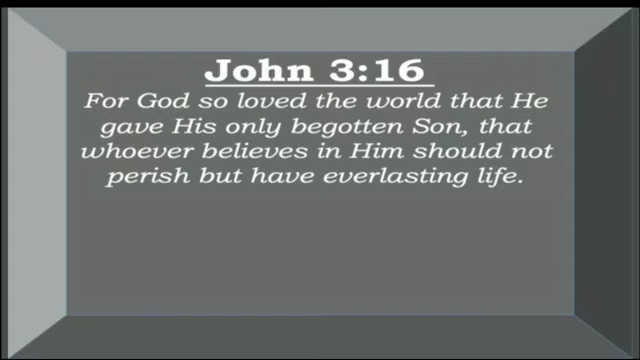 John 3:16
For God so loved the world that He
gave His only begotten Son, that
whoever believes in Him should not
perish but have everlasting life.